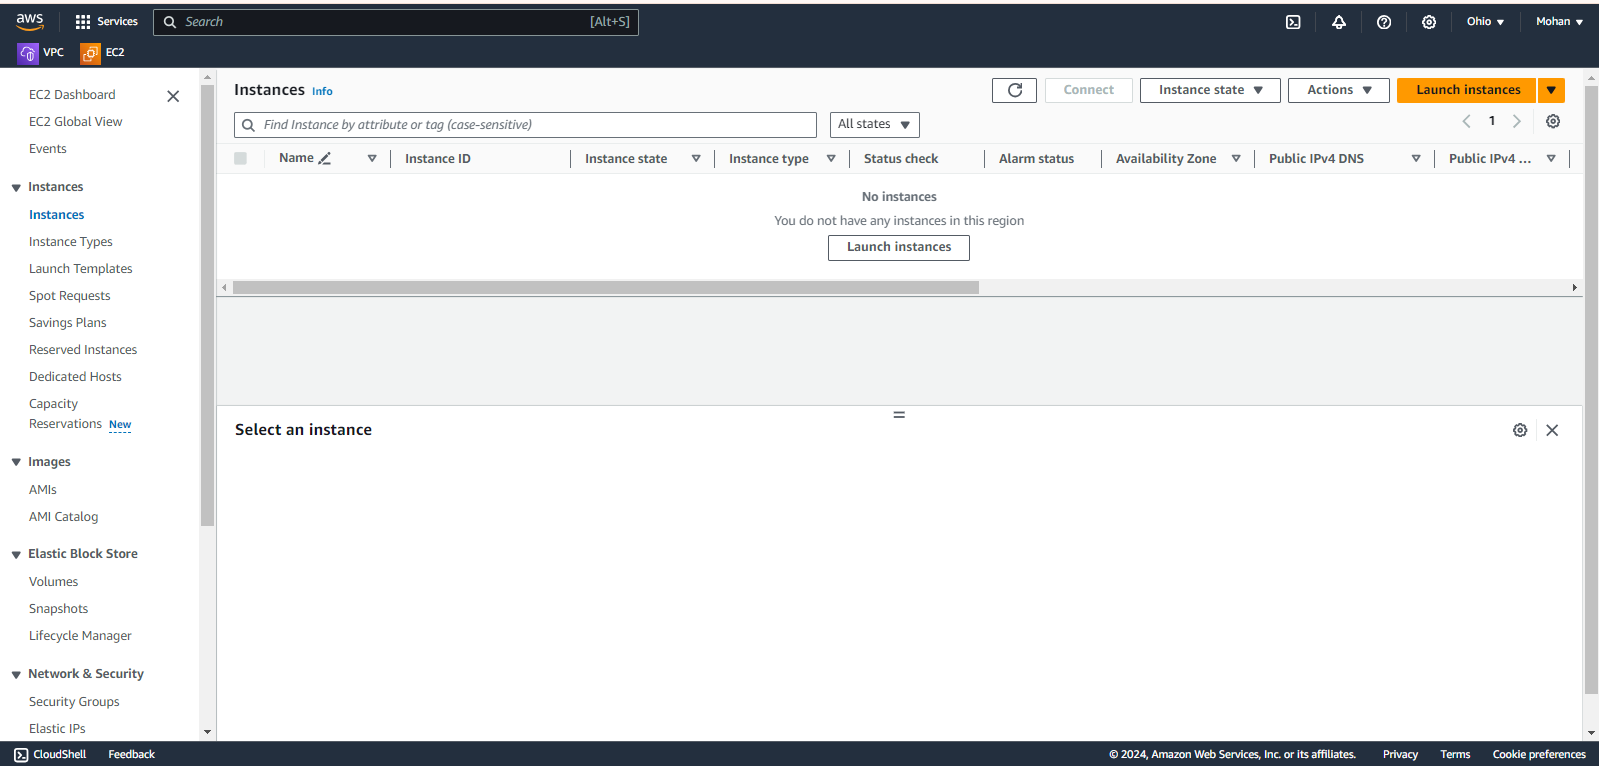 aws Services Search [Alt+S] Ohio Mohan
VPC EC2
EC2 Dashboard
EC2 Global View
Events
Instances
Instances
Instance Types
Launch Templates
Spot Requests
Savings Plans
Reserved Instances
Dedicated Hosts
Capacity
Reservations New
Images
AMIs
AMI Catalog
Elastic Block Store
Volumes
Snapshots
Lifecycle Manager
Network & Security
Security Groups
Elastic IPs
Instances Info Connect Instance state Actions Launch instances
Find Instance by attribute or tag (case-sensitive) All states 1
Name Instance ID Instance state Instance type Status check Alarm status Availability Zone Public IPv4 DNS Public IPv4 ...
No instances
You do not have any instances in this region
Launch instances
Select an instance
CloudShell Feedback © 2024, Amazon Web Services, Inc. or its affiliates. Privacy Terms Cookie preferences